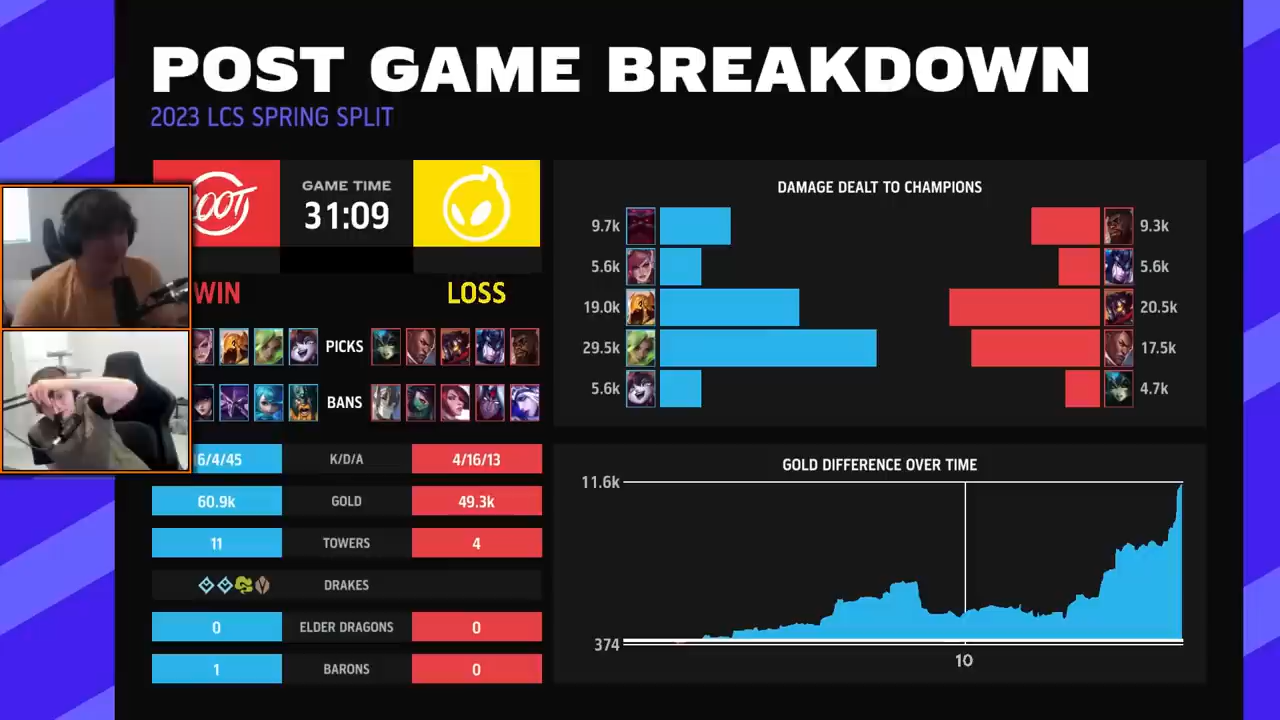 POST GAME BREAKDOWN
2023 LCS SPRING SPLIT
OOT
GAME TIME
31:09
WIN
LOSS
PICKS
BANS
6/4/45 K/D/A 4/16/13
60.9k GOLD 49.3k
11 TOWERS 4
DRAKES
0 ELDER DRAGONS 0
1 BARONS 0
DAMAGE DEALT TO CHAMPIONS
9.7k 9.3k
5.6k 5.6k
19.0k 20.5k
29.5k 17.5k
5.6k 4.7k
GOLD DIFFERENCE OVER TIME
11.6k
374
10